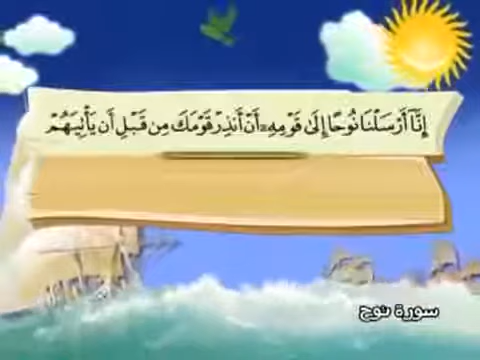 إِنَّآ أَرْسَلْنَا نُوحًا إِلَىٰ قَوْمِهِۦٓ أَنْ أَنذِرْ قَوْمَكَ مِن قَبْلِ أَن يَأْتِيَهُمْ
سورة نوح